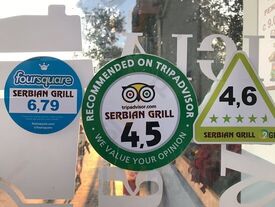 foursquare
SERBIAN GRILL
6,79
RECOMMENDED ON TRIPADVISOR
tripadvisor.com
SERBIAN GRILL
4,5
WE VALUE YOUR OPINION
4,6
SERBIAN GRILL